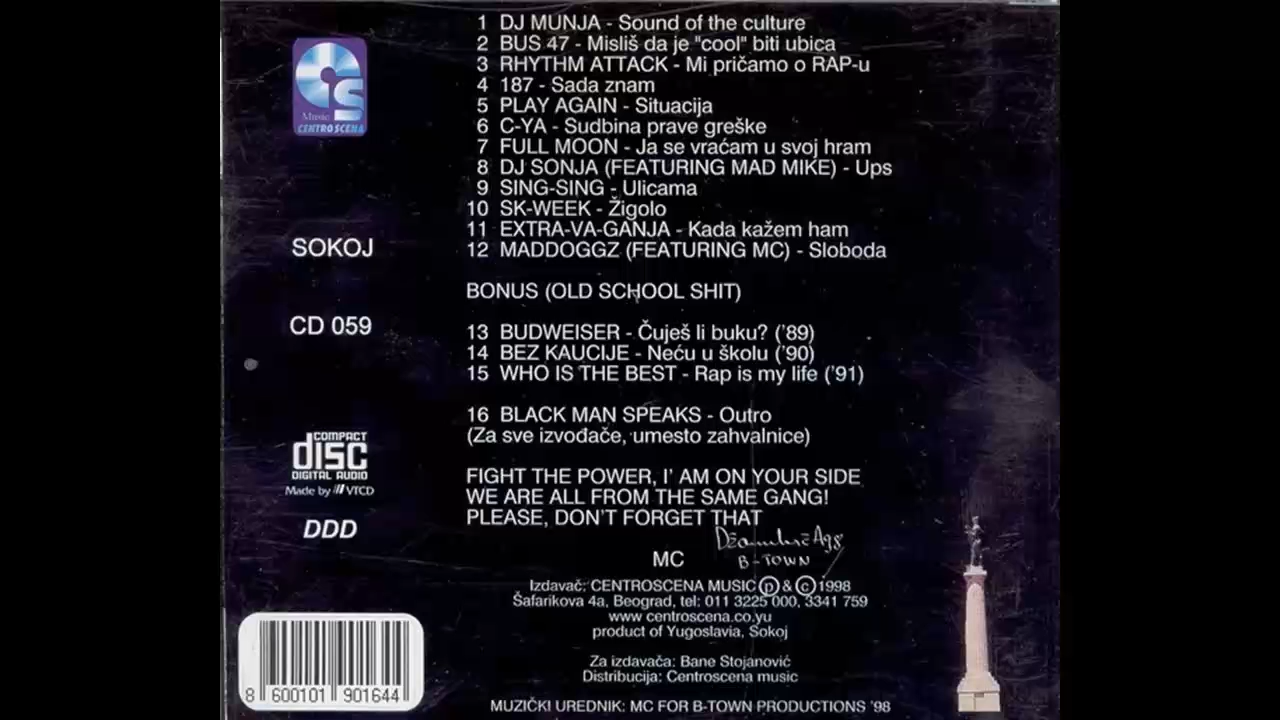 1 DJ MUNJA - Sound of the culture
2 BUS 47 - Misliš da je "cool" biti ubica
3 RHYTHM ATTACK - Mi pričamo o RAP-u
4 187 - Sada znam
5 PLAY AGAIN - Situacija
6 C-YA - Sudbina prave greške
7 FULL MOON - Ja se vraćam u svoj hram
8 DJ SONJA (FEATURING MAD MIKE) - Ups
9 SING-SING - Ulicama
10 SK-WEEK - Žigolo
11 EXTRA-VA-GANJA - Kada kažem ham
12 MADDOGGZ (FEATURING MC) - Sloboda
BONUS (OLD SCHOOL SHIT)
13 BUDWEISER - Čuješ li buku? ('89)
14 BEZ KAUCIJE - Neću u školu ('90)
15 WHO IS THE BEST - Rap is my life ('91)
16 BLACK MAN SPEAKS - Outro
(Za sve izvođače, umesto zahvalnice)
FIGHT THE POWER, I' AM ON YOUR SIDE
WE ARE ALL FROM THE SAME GANG!
PLEASE, DON'T FORGET THAT
MC
B-TOWN
Izdavač: CENTROSCENA MUSIC ℗ & © 1998
Šafarikova 4a, Beograd, tel: 011 3225 000, 3341 759
www centroscena.co.yu
product of Yugoslavia, Sokoj
Za izdavača: Bane Stojanović
Distribucija: Centroscena music
MUZIČKI UREDNIK: MC FOR B-TOWN PRODUCTIONS '98
CS
Music
CENTROSCENA
SOKOJ
CD 059
COMPACT
disc
DIGITAL AUDIO
Made by VTCD
DDD
8 600101 901644